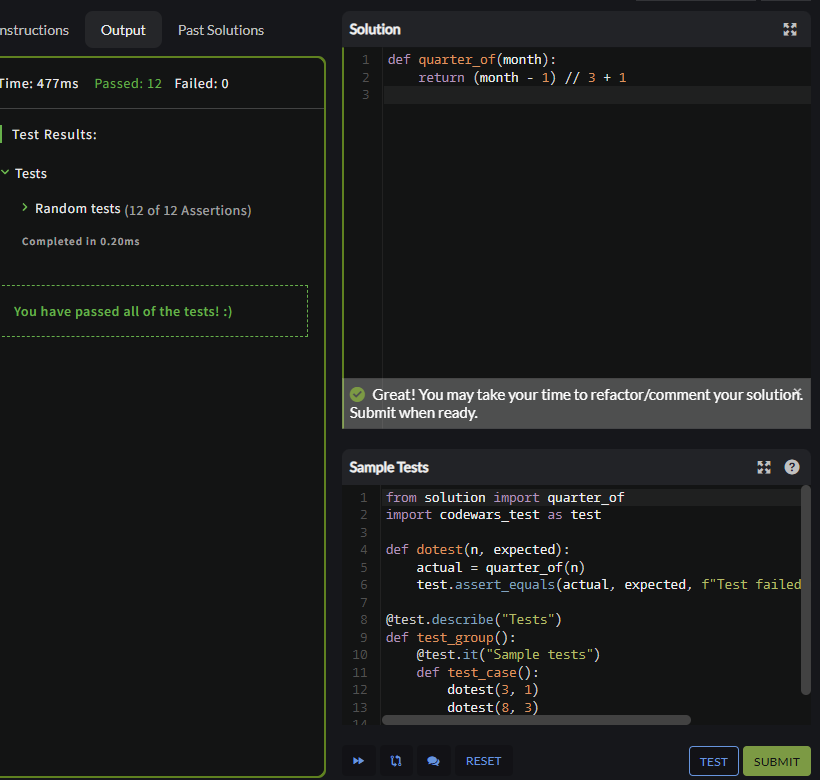 nstructions
Output
Past Solutions
Time: 477ms Passed: 12 Failed: 0
Test Results:
Tests
Random tests (12 of 12 Assertions)
Completed in 0.20ms
You have passed all of the tests! :)
Solution
1 def quarter_of(month):
2     return (month - 1) // 3 + 1
3
Great! You may take your time to refactor/comment your solution.
Submit when ready.
Sample Tests
1 from solution import quarter_of
2 import codewars_test as test
3
4 def dotest(n, expected):
5     actual = quarter_of(n)
6     test.assert_equals(actual, expected, f"Test failed
7
8 @test.describe("Tests")
9 def test_group():
10     @test.it("Sample tests")
11     def test_case():
12         dotest(3, 1)
13         dotest(8, 3)
14
RESET
TEST
SUBMIT